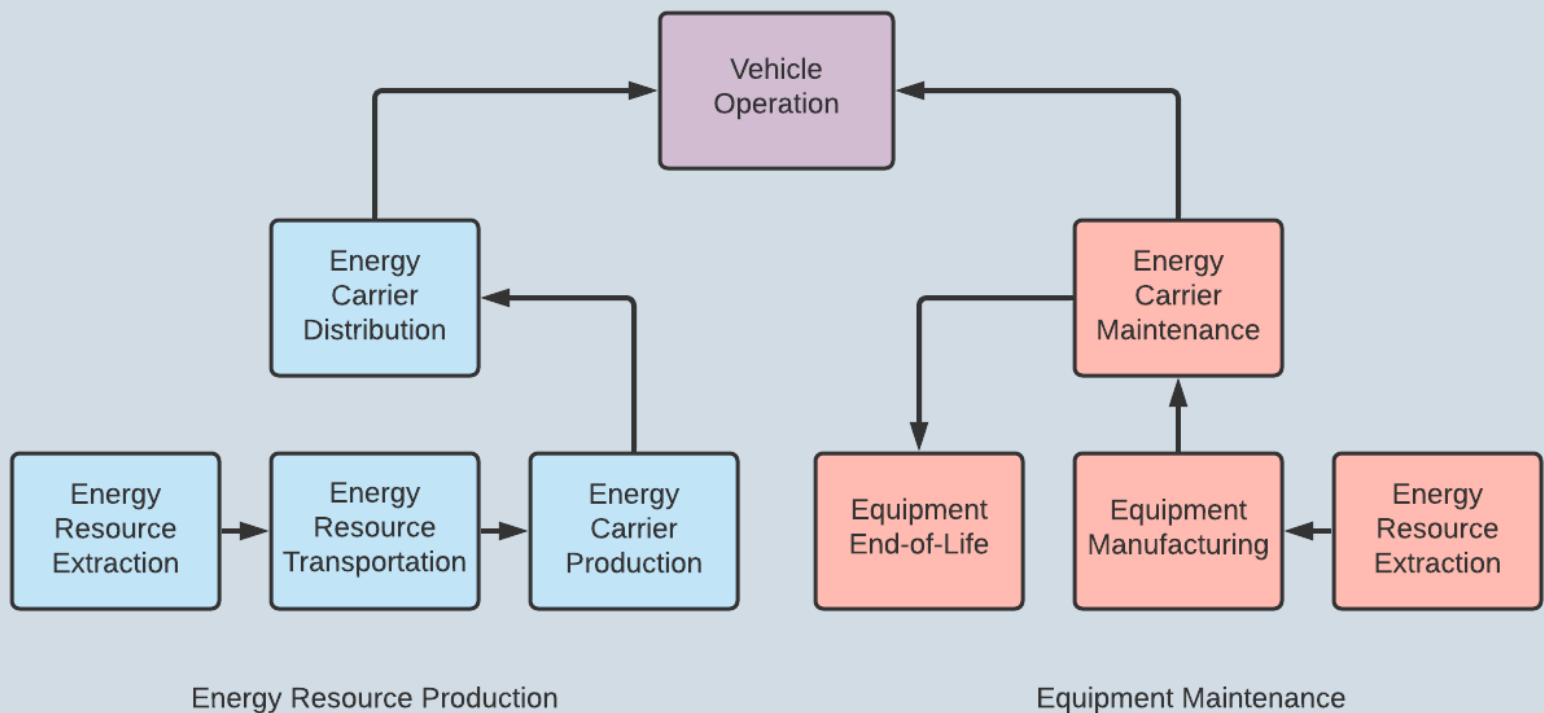 Vehicle
Operation
Energy
Carrier
Distribution
Energy
Carrier
Maintenance
Energy
Resource
Extraction
Energy
Resource
Transportation
Energy
Carrier
Production
Equipment
End-of-Life
Equipment
Manufacturing
Energy
Resource
Extraction
Energy Resource Production
Equipment Maintenance